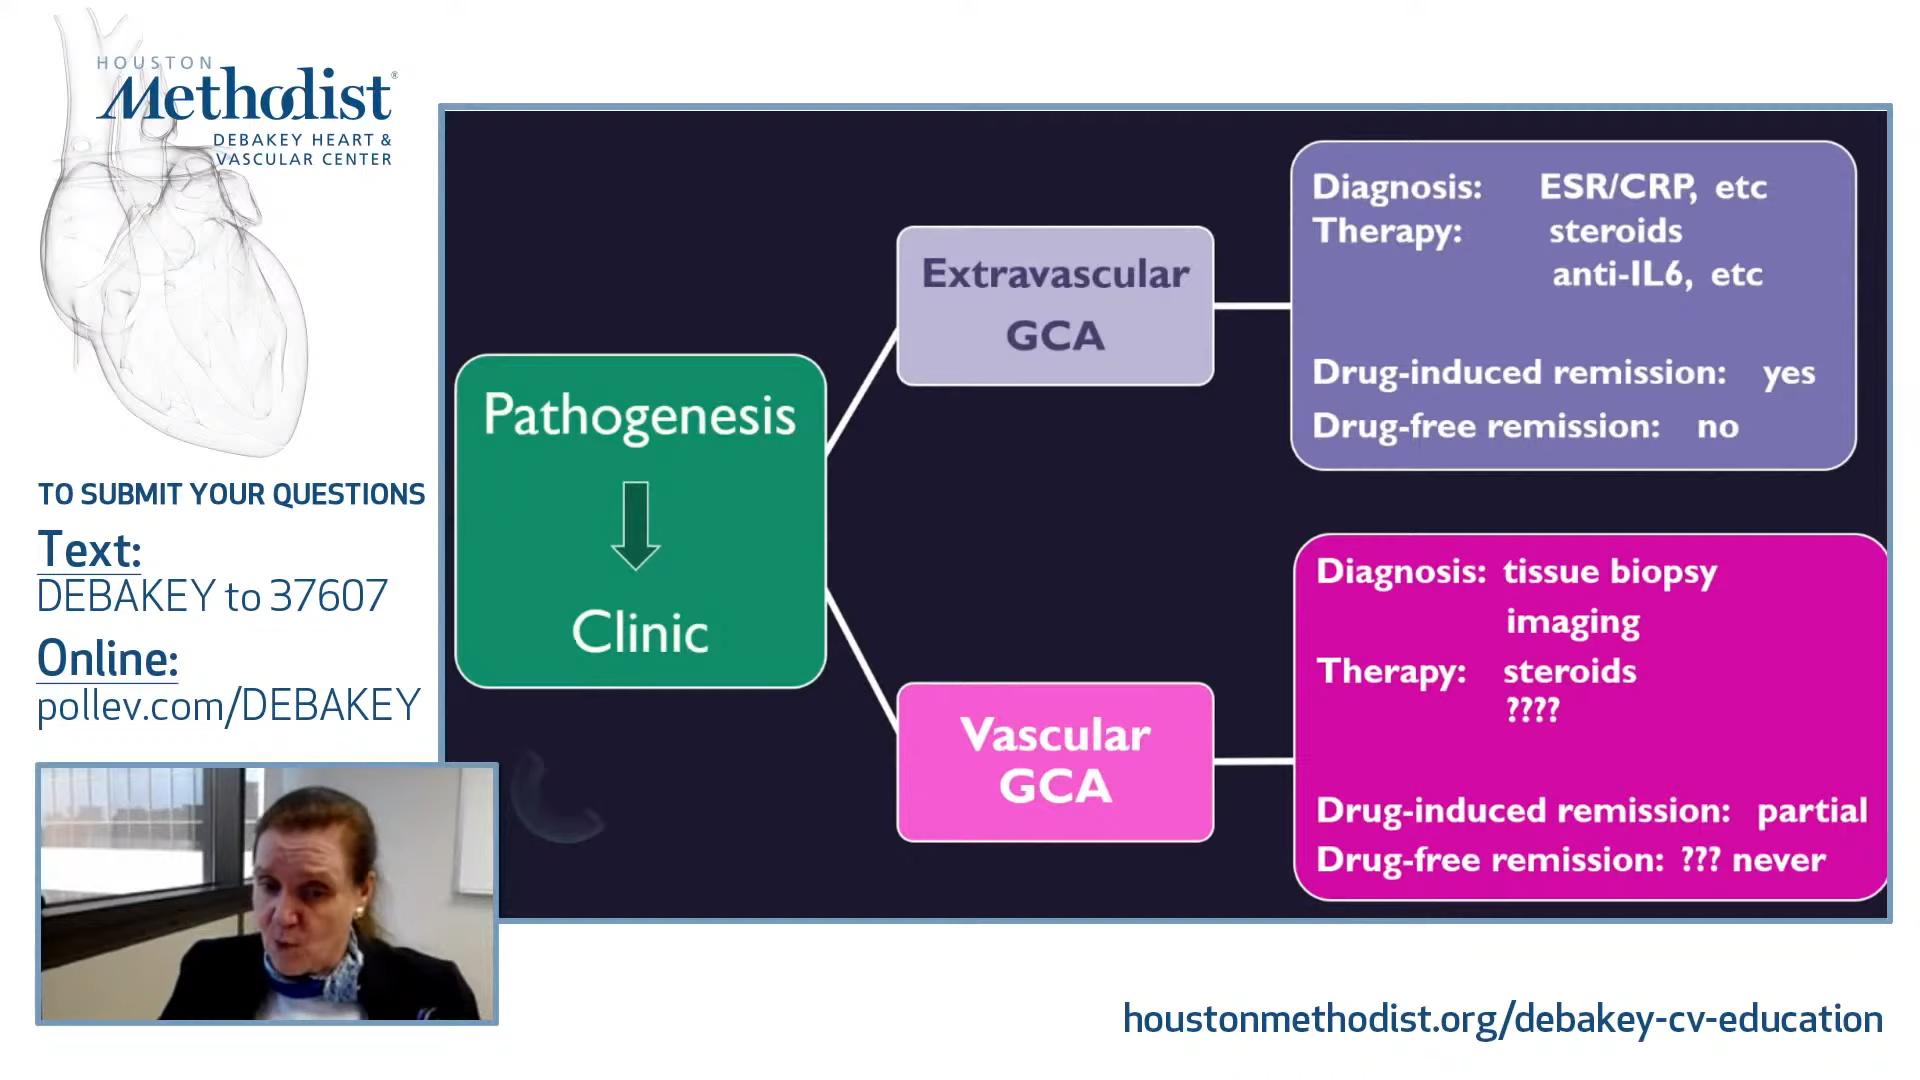 HOUSTON
Methodist®
DEBAKEY HEART &
VASCULAR CENTER
TO SUBMIT YOUR QUESTIONS
Text:
DEBAKEY to 37607
Online:
pollev.com/DEBAKEY
Pathogenesis
Clinic
Extravascular
GCA
Diagnosis: ESR/CRP, etc
Therapy: steroids
anti-IL6, etc
Drug-induced remission: yes
Drug-free remission: no
Vascular
GCA
Diagnosis: tissue biopsy
imaging
Therapy: steroids
????
Drug-induced remission: partial
Drug-free remission: ??? never
houstonmethodist.org/debakey-cv-education